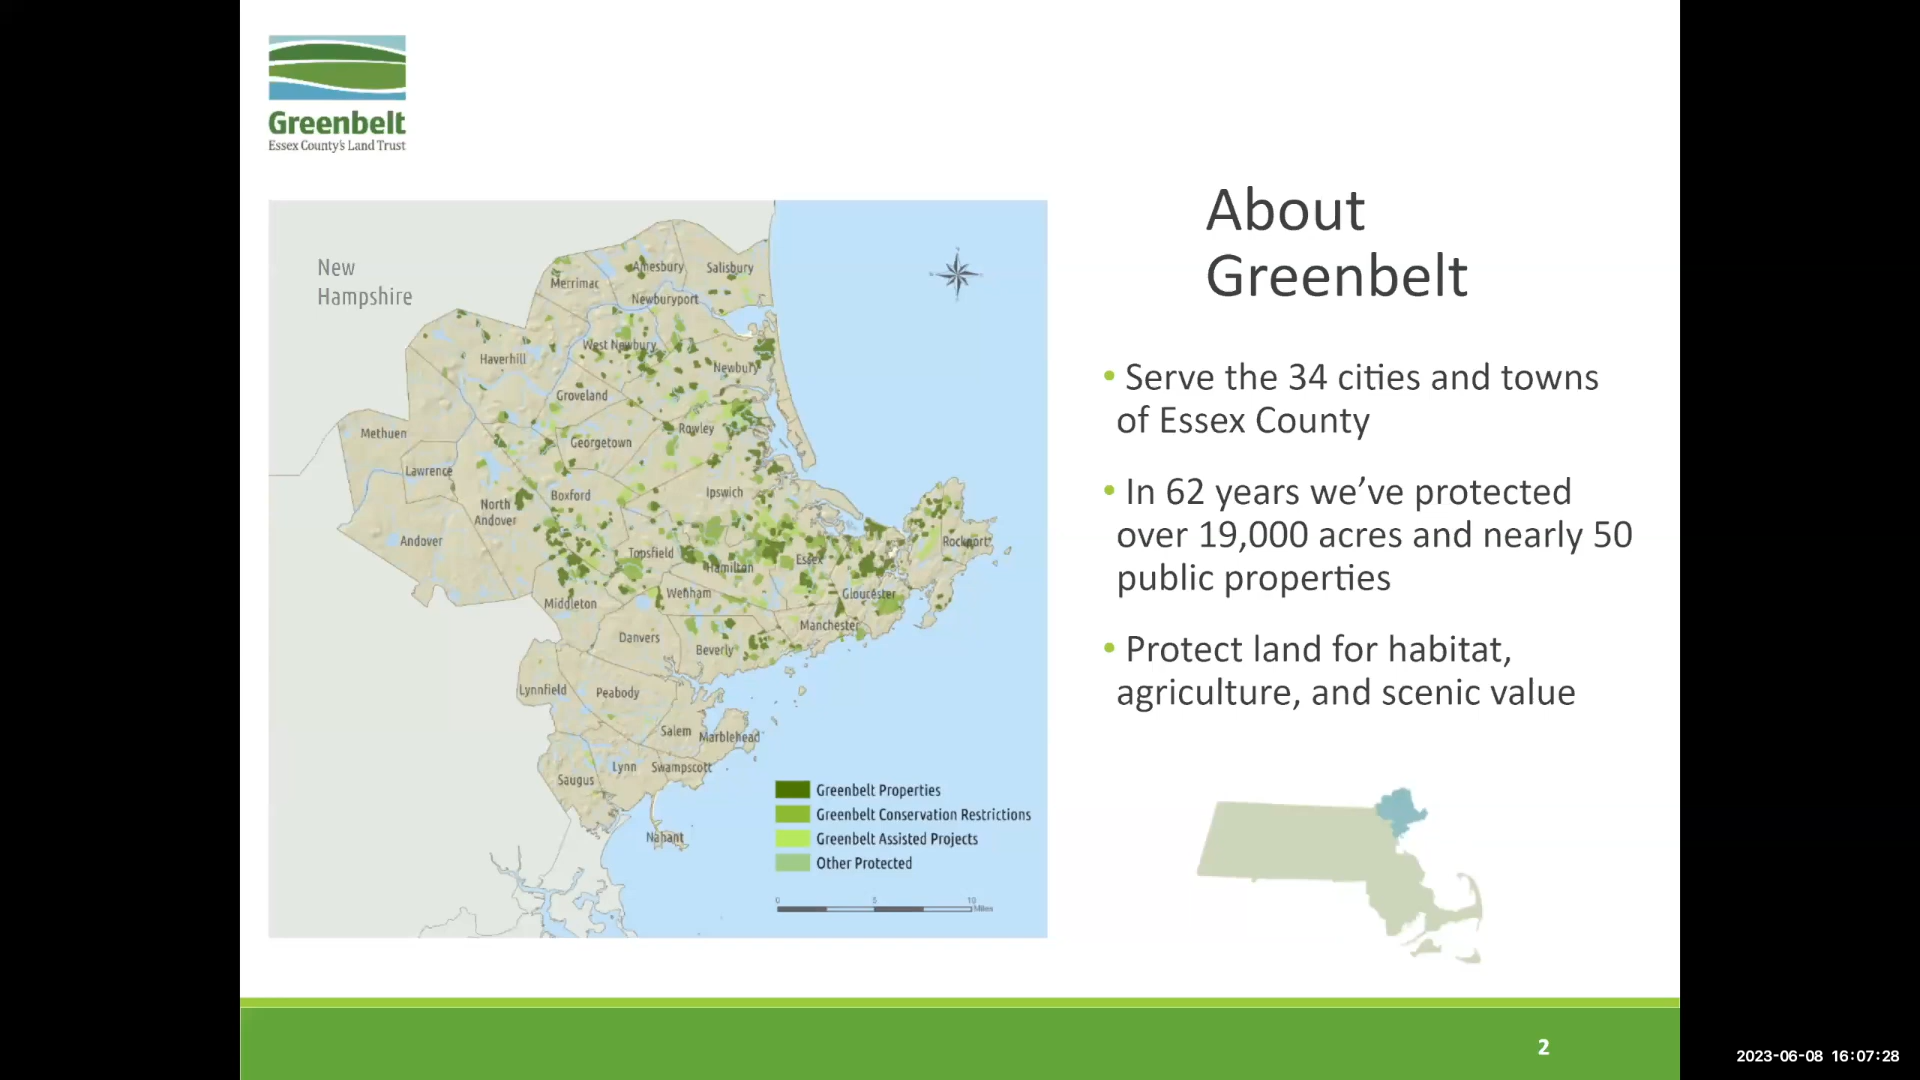 Greenbelt
Essex County's Land Trust
About
Greenbelt
• Serve the 34 cities and towns
of Essex County
• In 62 years we've protected
over 19,000 acres and nearly 50
public properties
• Protect land for habitat,
agriculture, and scenic value
New
Hampshire
Amesbury
Salisbury
Merrimac
Newburyport
West Newbury
Haverhill
Newbury
Groveland
Rowley
Methuen
Georgetown
Lawrence
Ipswich
Boxford
North
Andover
Andover
Rockport
Topsfield
Essex
Hamilton
Wenham
Gloucester
Middleton
Manchester
Danvers
Beverly
Lynnfield
Peabody
Salem
Marblehead
Lynn
Swampscott
Saugus
Nahant
Greenbelt Properties
Greenbelt Conservation Restrictions
Greenbelt Assisted Projects
Other Protected
0 5 10
Miles
2
2023-06-08 16:07:28